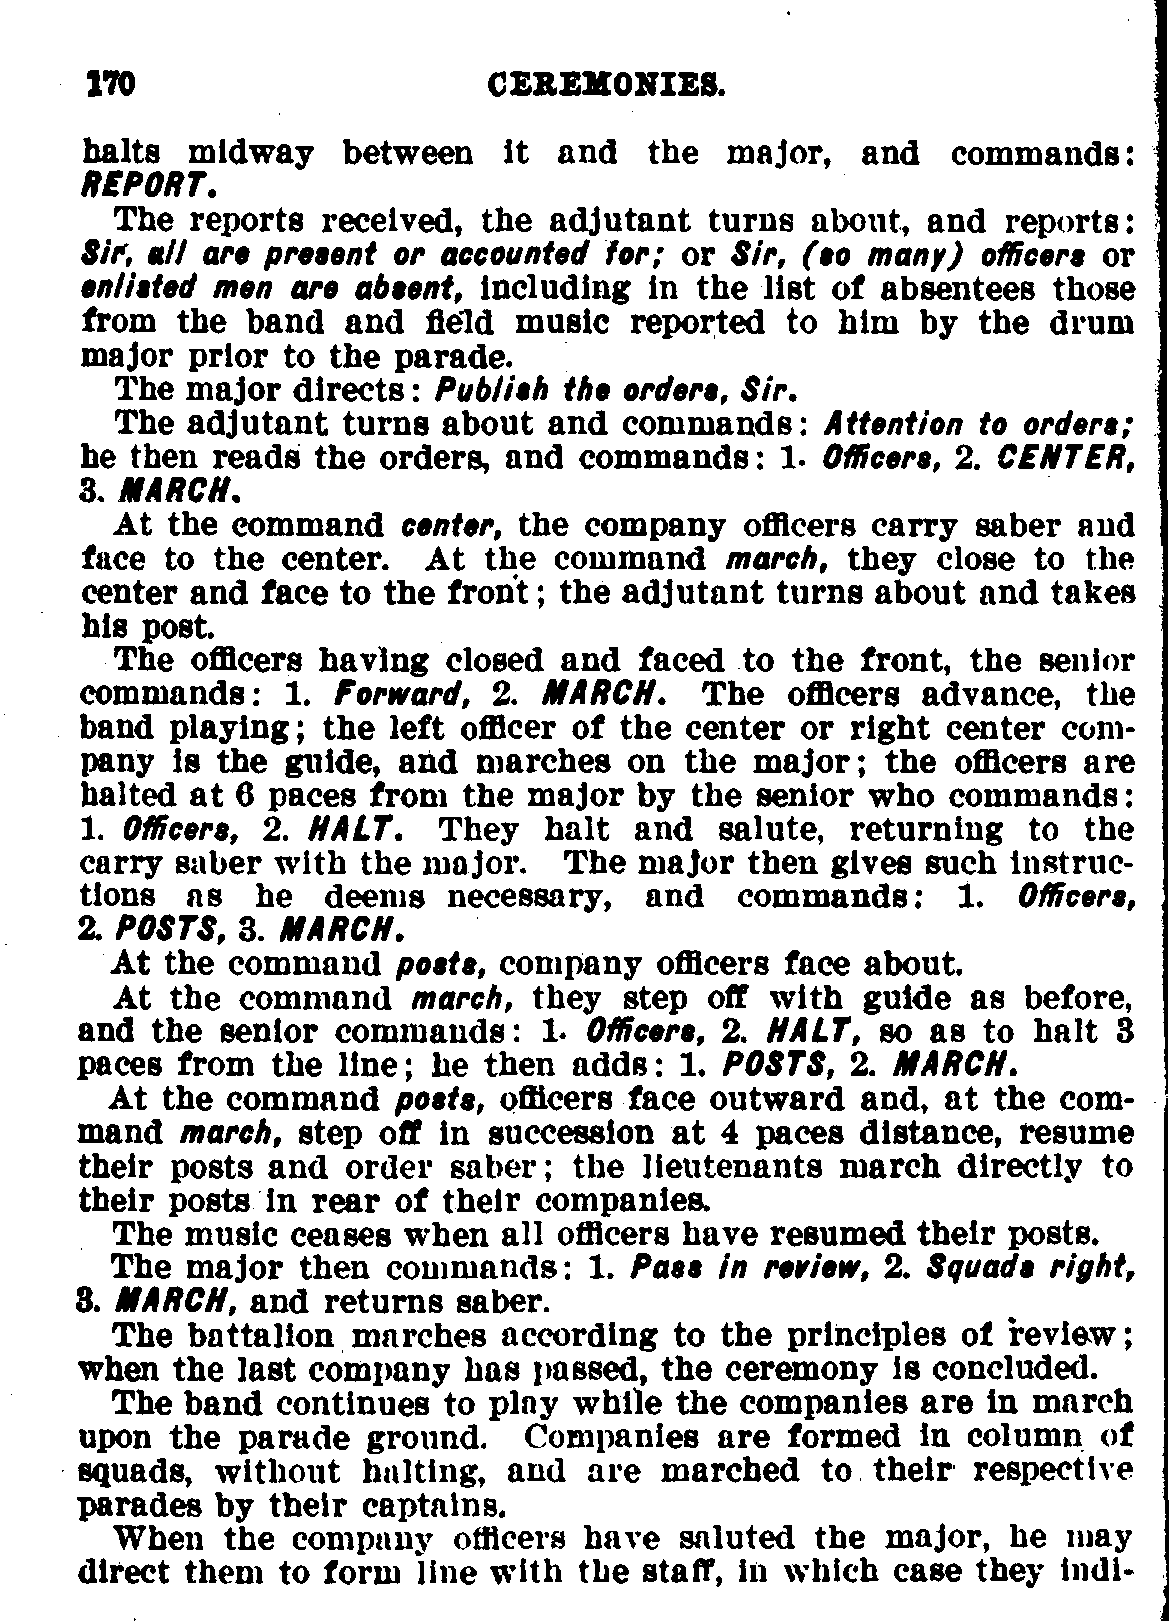 170 CEREMONIES.
halts midway between it and the major, and commands:
REPORT.
The reports received, the adjutant turns about, and reports:
Sir, all are present or accounted for; or Sir, (so many) officers or
enlisted men are absent, including in the list of absentees those
from the band and field music reported to him by the drum
major prior to the parade.
The major directs: Publish the orders, Sir.
The adjutant turns about and commands: Attention to orders;
he then reads the orders, and commands: 1. Officers, 2. CENTER,
3. MARCH.
At the command center, the company officers carry saber and
face to the center. At the command march, they close to the
center and face to the front; the adjutant turns about and takes
his post.
The officers having closed and faced to the front, the senior
commands: 1. Forward, 2. MARCH. The officers advance, the
band playing; the left officer of the center or right center com-
pany is the guide, and marches on the major; the officers are
halted at 6 paces from the major by the senior who commands:
1. Officers, 2. HALT. They halt and salute, returning to the
carry saber with the major. The major then gives such instruc-
tions as he deems necessary, and commands: 1. Officers,
2. POSTS, 3. MARCH.
At the command posts, company officers face about.
At the command march, they step off with guide as before,
and the senior commands: 1. Officers, 2. HALT, so as to halt 3
paces from the line; he then adds: 1. POSTS, 2. MARCH.
At the command posts, officers face outward and, at the com-
mand march, step off in succession at 4 paces distance, resume
their posts and order saber; the lieutenants march directly to
their posts in rear of their companies.
The music ceases when all officers have resumed their posts.
The major then commands: 1. Pass in review, 2. Squads right,
3. MARCH, and returns saber.
The battalion marches according to the principles of review;
when the last company has passed, the ceremony is concluded.
The band continues to play while the companies are in march
upon the parade ground. Companies are formed in column of
squads, without halting, and are marched to their respective
parades by their captains.
When the company officers have saluted the major, he may
direct them to form line with the staff, in which case they indi-